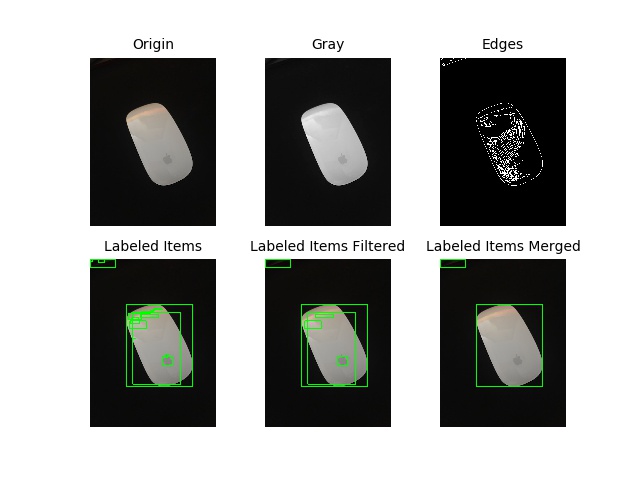 Origin
Gray
Edges
Labeled Items
Labeled Items Filtered
Labeled Items Merged